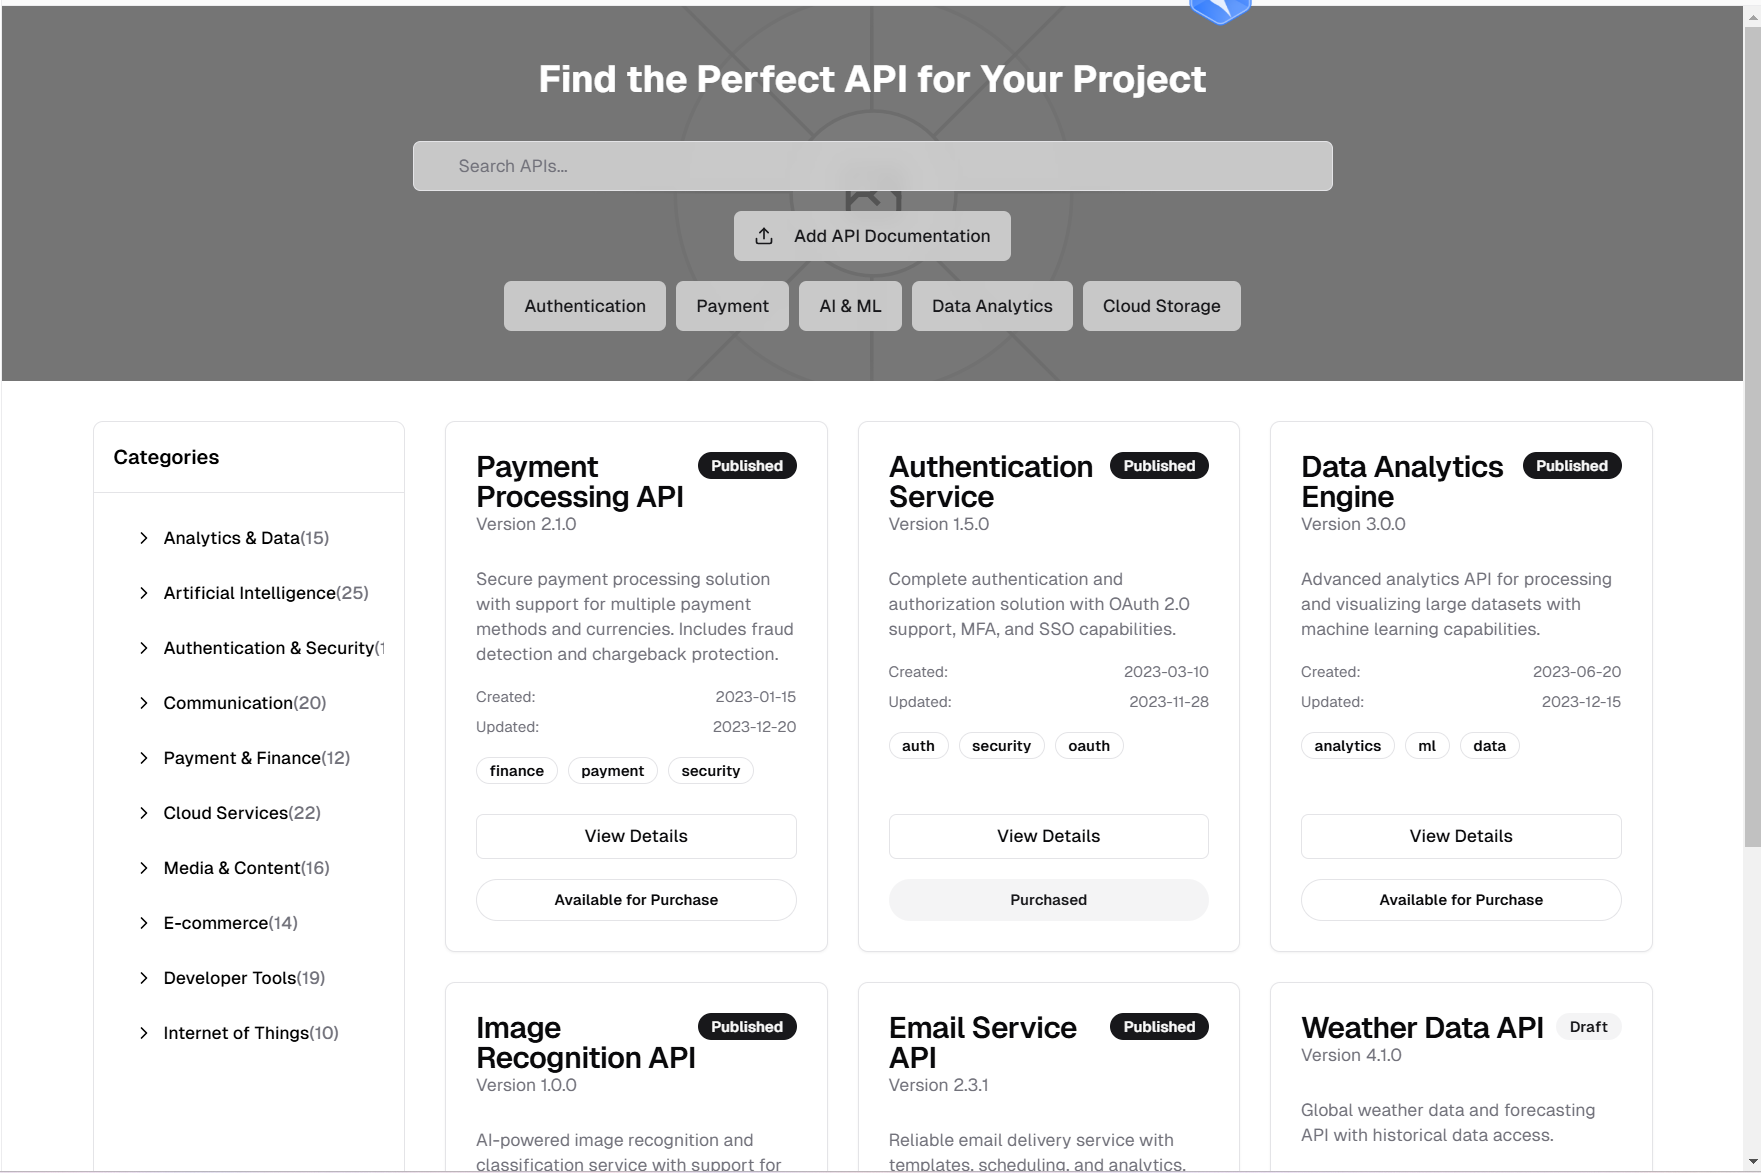 Find the Perfect API for Your Project
Search APIs...
Add API Documentation
Authentication
Payment
AI & ML
Data Analytics
Cloud Storage
Categories
Analytics & Data(15)
Artificial Intelligence(25)
Authentication & Security(1
Communication(20)
Payment & Finance(12)
Cloud Services(22)
Media & Content(16)
E-commerce(14)
Developer Tools(19)
Internet of Things(10)
Payment
Processing API
Published
Version 2.1.0
Secure payment processing solution
with support for multiple payment
methods and currencies. Includes fraud
detection and chargeback protection.
Created: 2023-01-15
Updated: 2023-12-20
finance payment security
View Details
Available for Purchase
Authentication
Service
Published
Version 1.5.0
Complete authentication and
authorization solution with OAuth 2.0
support, MFA, and SSO capabilities.
Created: 2023-03-10
Updated: 2023-11-28
auth security oauth
View Details
Purchased
Data Analytics
Engine
Published
Version 3.0.0
Advanced analytics API for processing
and visualizing large datasets with
machine learning capabilities.
Created: 2023-06-20
Updated: 2023-12-15
analytics ml data
View Details
Available for Purchase
Image
Recognition API
Published
Version 1.0.0
AI-powered image recognition and
classification service with support for
Email Service
API
Published
Version 2.3.1
Reliable email delivery service with
templates, scheduling, and analytics.
Weather Data API
Draft
Version 4.1.0
Global weather data and forecasting
API with historical data access.